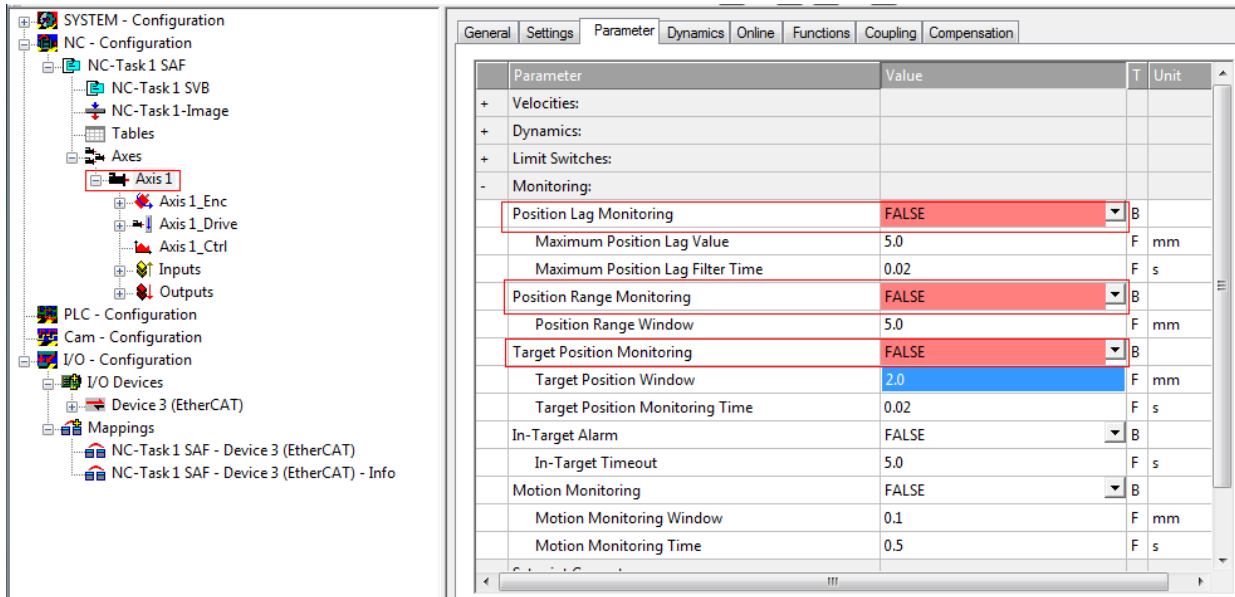 SYSTEM - Configuration
NC - Configuration
NC-Task 1 SAF
NC-Task 1 SVB
NC-Task 1-Image
Tables
Axes
Axis 1
Axis 1_Enc
Axis 1_Drive
Axis 1_Ctrl
Inputs
Outputs
PLC - Configuration
Cam - Configuration
I/O - Configuration
I/O Devices
Device 3 (EtherCAT)
Mappings
NC-Task 1 SAF - Device 3 (EtherCAT)
NC-Task 1 SAF - Device 3 (EtherCAT) - Info
General Settings Parameter Dynamics Online Functions Coupling Compensation
Parameter Value T Unit
+ Velocities:
+ Dynamics:
+ Limit Switches:
- Monitoring:
Position Lag Monitoring FALSE B
Maximum Position Lag Value 5.0 F mm
Maximum Position Lag Filter Time 0.02 F s
Position Range Monitoring FALSE B
Position Range Window 5.0 F mm
Target Position Monitoring FALSE B
Target Position Window 2.0 F mm
Target Position Monitoring Time 0.02 F s
In-Target Alarm FALSE B
In-Target Timeout 5.0 F s
Motion Monitoring FALSE B
Motion Monitoring Window 0.1 F mm
Motion Monitoring Time 0.5 F s